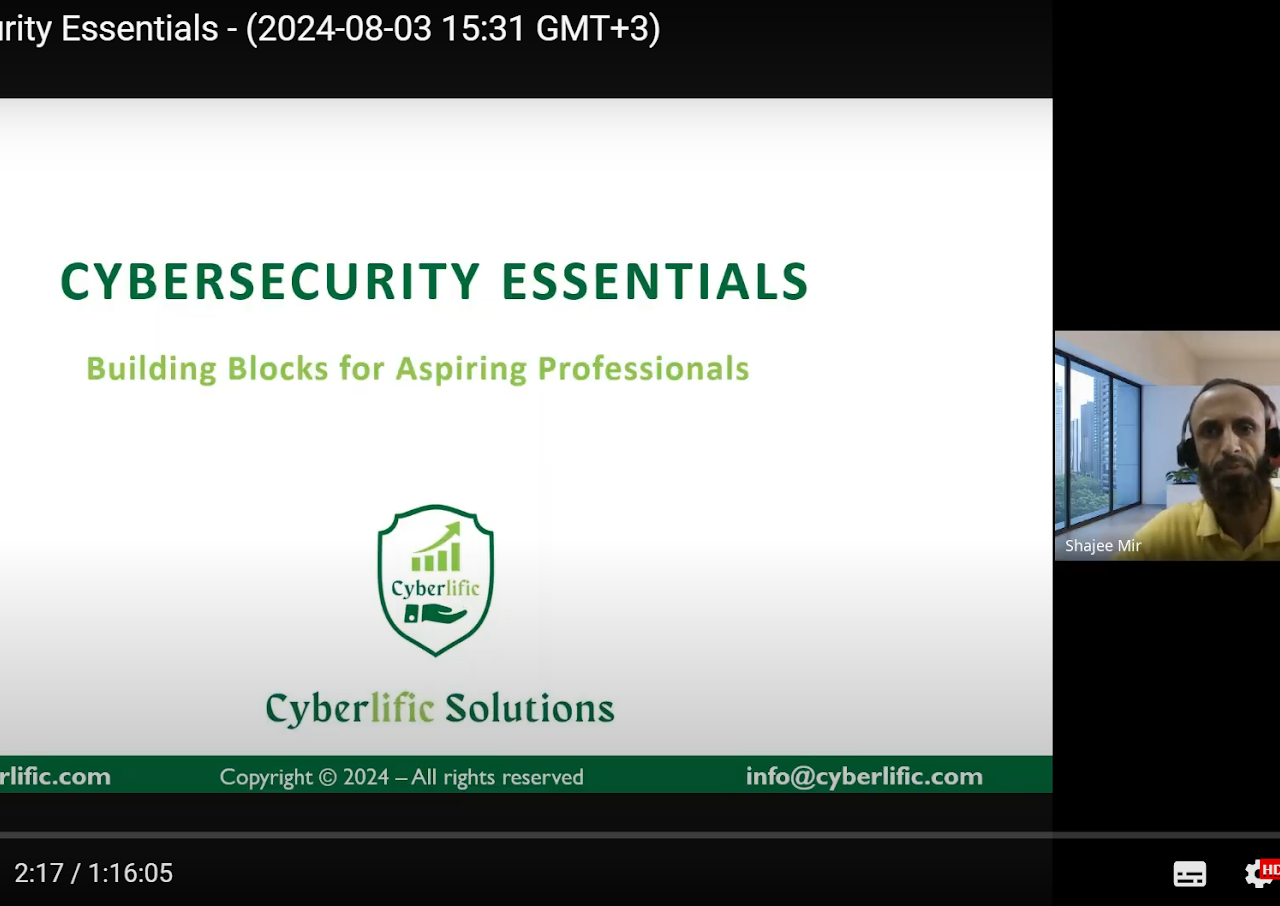 rity Essentials - (2024-08-03 15:31 GMT+3)
CYBERSECURITY ESSENTIALS
Building Blocks for Aspiring Professionals
Cyberlific
Shajee Mir
Cyberlific Solutions
rlific.com Copyright © 2024 – All rights reserved info@cyberlific.com
2:17 / 1:16:05
HD